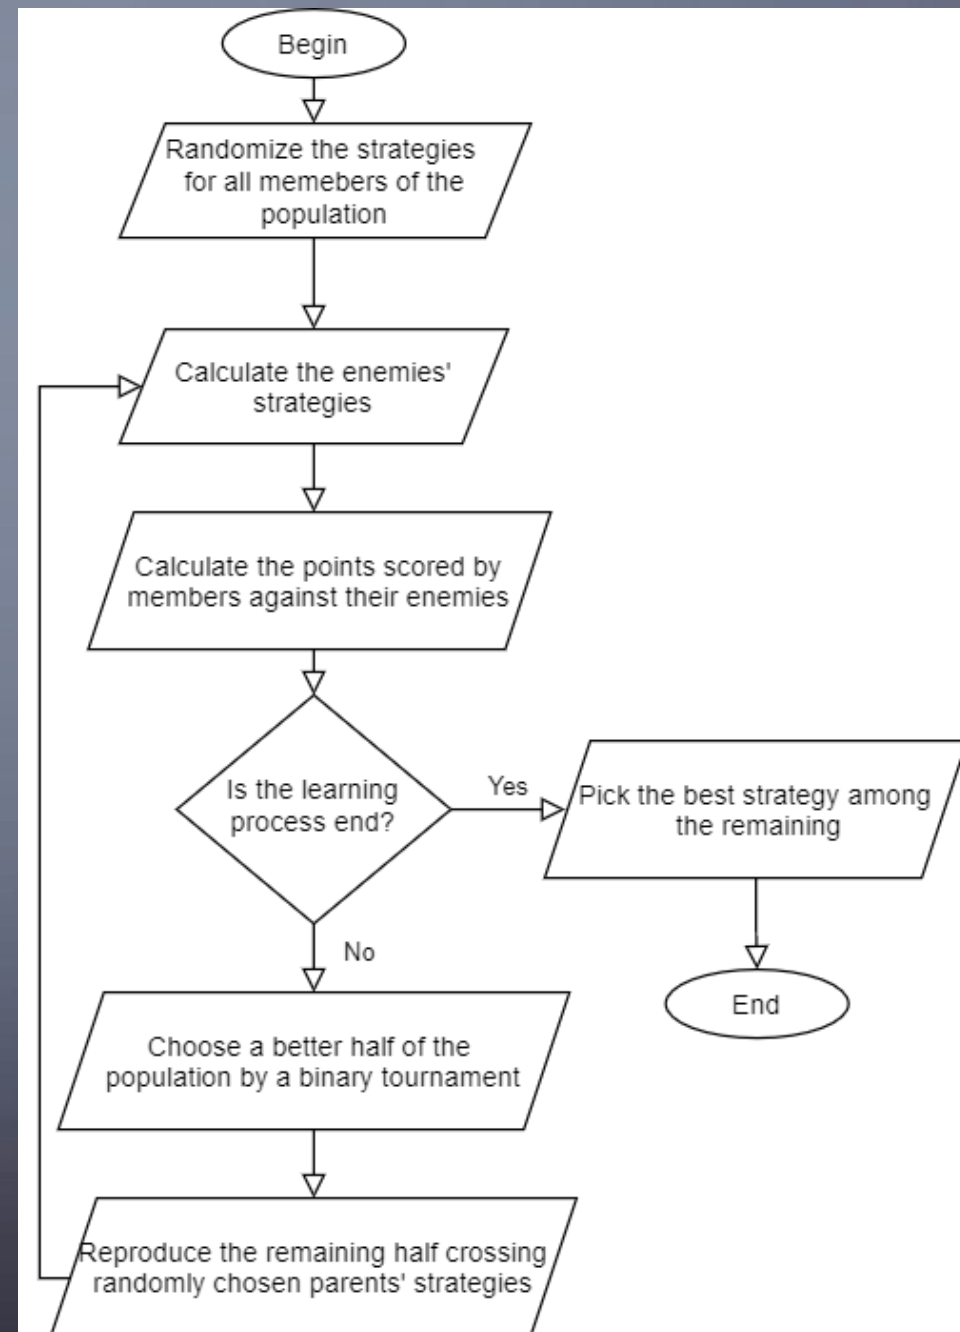 Begin
Randomize the strategies
for all memebers of the
population
Calculate the enemies'
strategies
Calculate the points scored by
members against their enemies
Is the learning
process end?
Yes
Pick the best strategy among
the remaining
No
End
Choose a better half of the
population by a binary tournament
Reproduce the remaining half crossing
randomly chosen parents' strategies